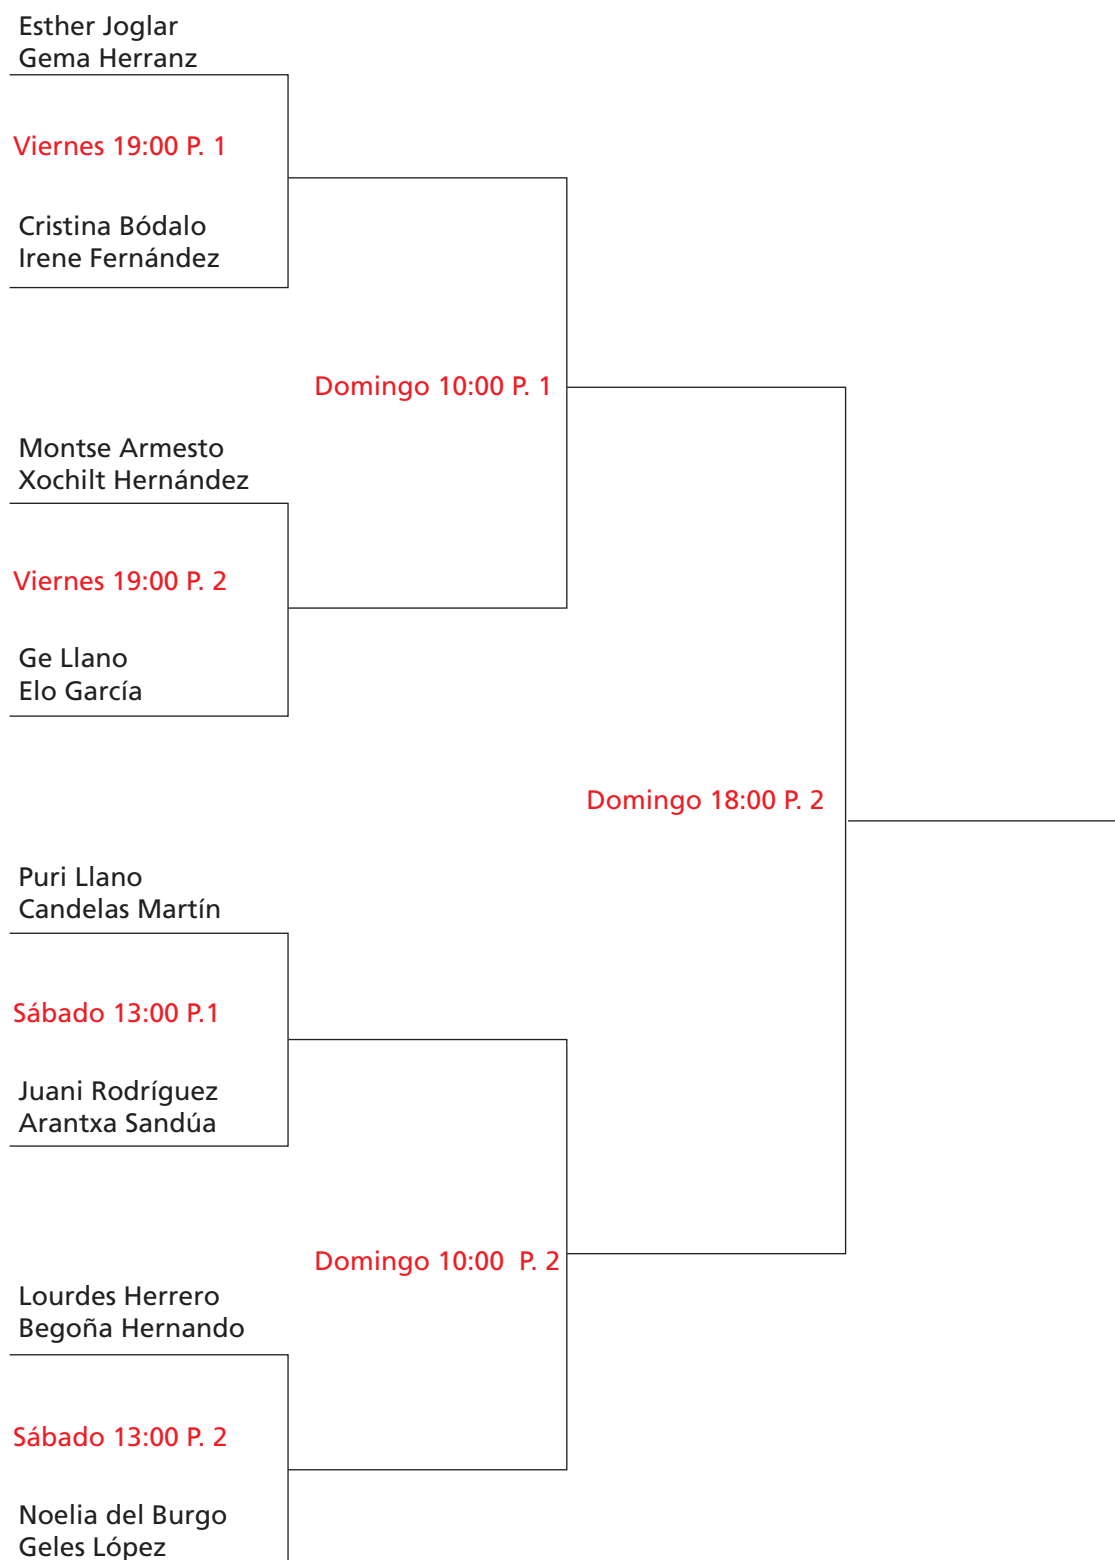 Esther Joglar
Gema Herranz
Viernes 19:00 P. 1
Cristina Bódalo
Irene Fernández
Domingo 10:00 P. 1
Montse Armesto
Xochilt Hernández
Viernes 19:00 P. 2
Ge Llano
Elo García
Domingo 18:00 P. 2
Puri Llano
Candelas Martín
Sábado 13:00 P.1
Juani Rodríguez
Arantxa Sandúa
Domingo 10:00  P. 2
Lourdes Herrero
Begoña Hernando
Sábado 13:00 P. 2
Noelia del Burgo
Geles López